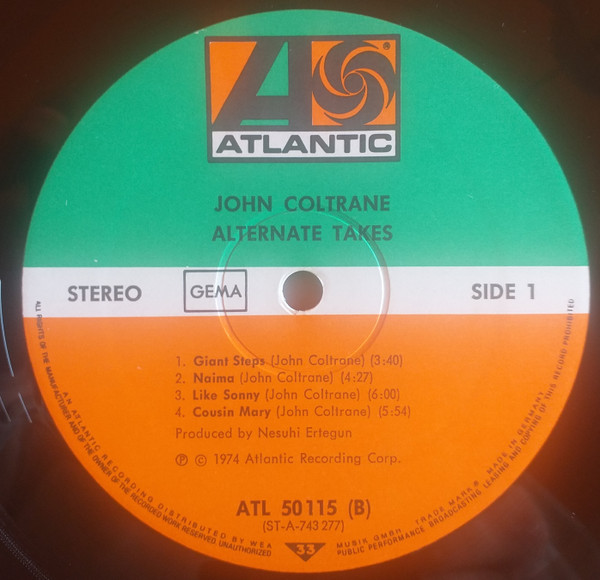 ATLANTIC
®
JOHN COLTRANE
ALTERNATE TAKES
STEREO GEMA SIDE 1
1. Giant Steps (John Coltrane) (3:40)
2. Naima (John Coltrane) (4:27)
3. Like Sonny (John Coltrane) (6:00)
4. Cousin Mary (John Coltrane) (5:54)
Produced by Nesuhi Ertegun
Ⓟ © 1974 Atlantic Recording Corp.
ATL 50115 (B)
(ST-A-743 277)
33
ALL RIGHTS OF THE MANUFACTURER AND OF THE OWNER OF THE RECORDED WORK RESERVED UNAUTHORIZED PUBLIC PERFORMANCE BROADCASTING LEASING AND COPYING OF THIS RECORD PROHIBITED
AN ATLANTIC RECORDING DISTRIBUTED BY WEA MUSIK GMBH TRADE MARK ® MADE IN GERMANY